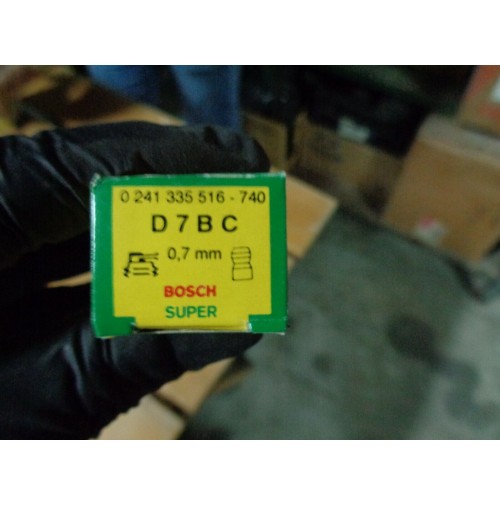 0 241 335 516 - 740
D 7 B C
0,7 mm
BOSCH
SUPER